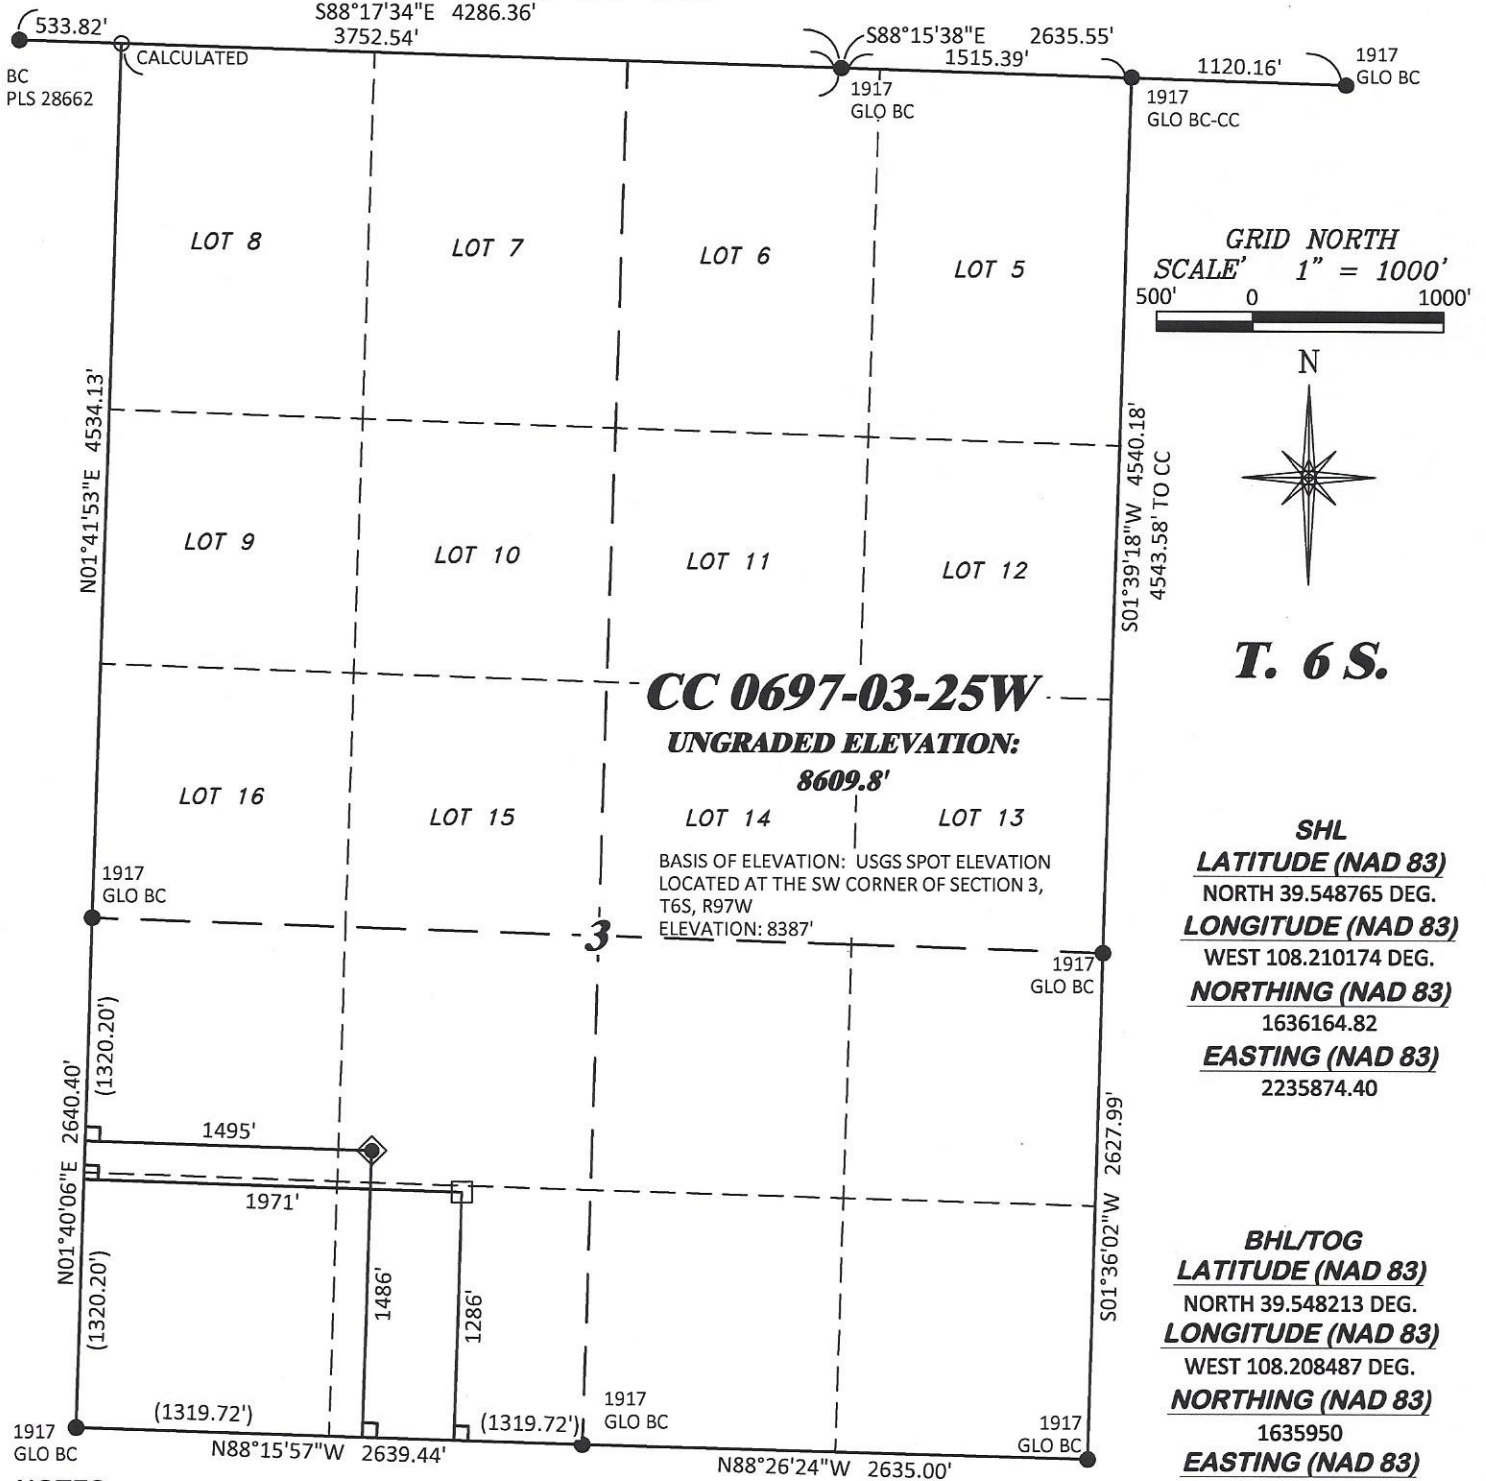 S88°17'34"E 4286.36'
533.82'
3752.54'
CALCULATED
BC
PLS 28662
S88°15'38"E 2635.55'
1515.39'
1120.16'
1917
GLO BC
1917
GLO BC
1917
GLO BC-CC
LOT 8
LOT 7
LOT 6
LOT 5
GRID NORTH
SCALE' 1" = 1000'
500' 0 1000'
N
N01°41'53"E 4534.13'
S01°39'18"W 4540.18'
4543.58' TO CC
LOT 9
LOT 10
LOT 11
LOT 12
T. 6 S.
CC 0697-03-25W
UNGRADED ELEVATION:
8609.8'
LOT 16
LOT 15
LOT 14
LOT 13
BASIS OF ELEVATION: USGS SPOT ELEVATION
LOCATED AT THE SW CORNER OF SECTION 3,
T6S, R97W
ELEVATION: 8387'
SHL
LATITUDE (NAD 83)
NORTH 39.548765 DEG.
LONGITUDE (NAD 83)
WEST 108.210174 DEG.
NORTHING (NAD 83)
1636164.82
EASTING (NAD 83)
2235874.40
1917
GLO BC
3
1917
GLO BC
(1320.20')
N01°40'06"E 2640.40'
(1320.20')
1495'
1971'
1486'
1286'
S01°36'02"W 2627.99'
BHL/TOG
LATITUDE (NAD 83)
NORTH 39.548213 DEG.
LONGITUDE (NAD 83)
WEST 108.208487 DEG.
NORTHING (NAD 83)
1635950
EASTING (NAD 83)
1917
GLO BC
(1319.72')
(1319.72')
N88°15'57"W 2639.44'
1917
GLO BC
N88°26'24"W 2635.00'
1917
GLO BC